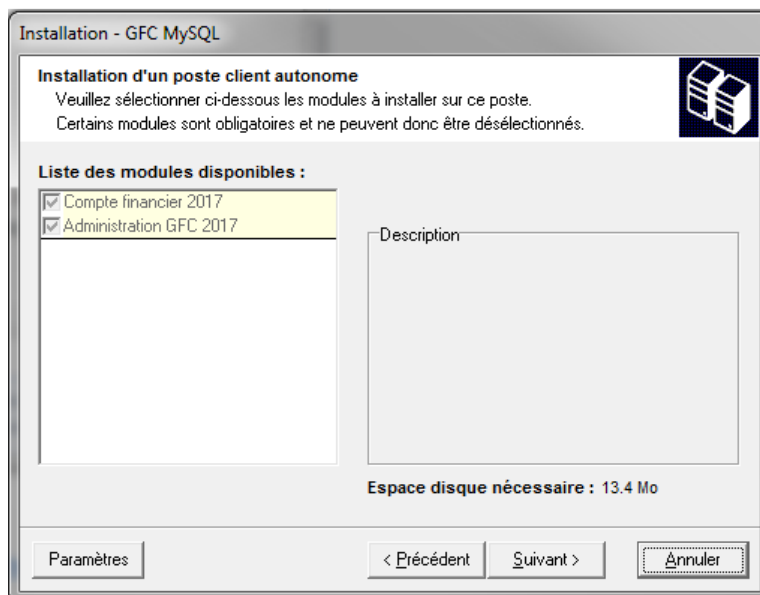 Installation - GFC MySQL
Installation d'un poste client autonome
Veuillez sélectionner ci-dessous les modules à installer sur ce poste.
Certains modules sont obligatoires et ne peuvent donc être désélectionnés.
Liste des modules disponibles :
Compte financier 2017
Administration GFC 2017
Description
Espace disque nécessaire : 13.4 Mo
Paramètres
< Précédent
Suivant >
Annuler